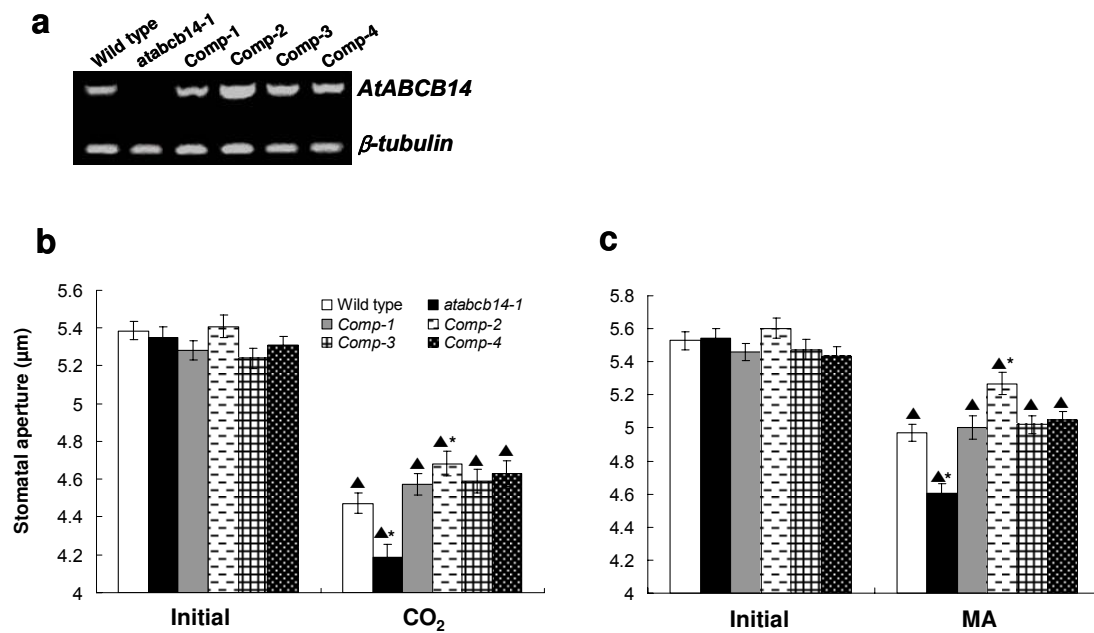 a
Wild type
atabcb14-1
Comp-1
Comp-2
Comp-3
Comp-4
AtABCB14
β-tubulin
b
Stomatal aperture (μm)
5.6
5.4
5.2
5
4.8
4.6
4.4
4.2
4
Wild type
atabcb14-1
Comp-1
Comp-2
Comp-3
Comp-4
▲
▲*
▲
▲*
▲
▲
Initial
CO₂
c
5.8
5.6
5.4
5.2
5
4.8
4.6
4.4
4.2
4
▲
▲*
▲
▲*
▲
▲
Initial
MA